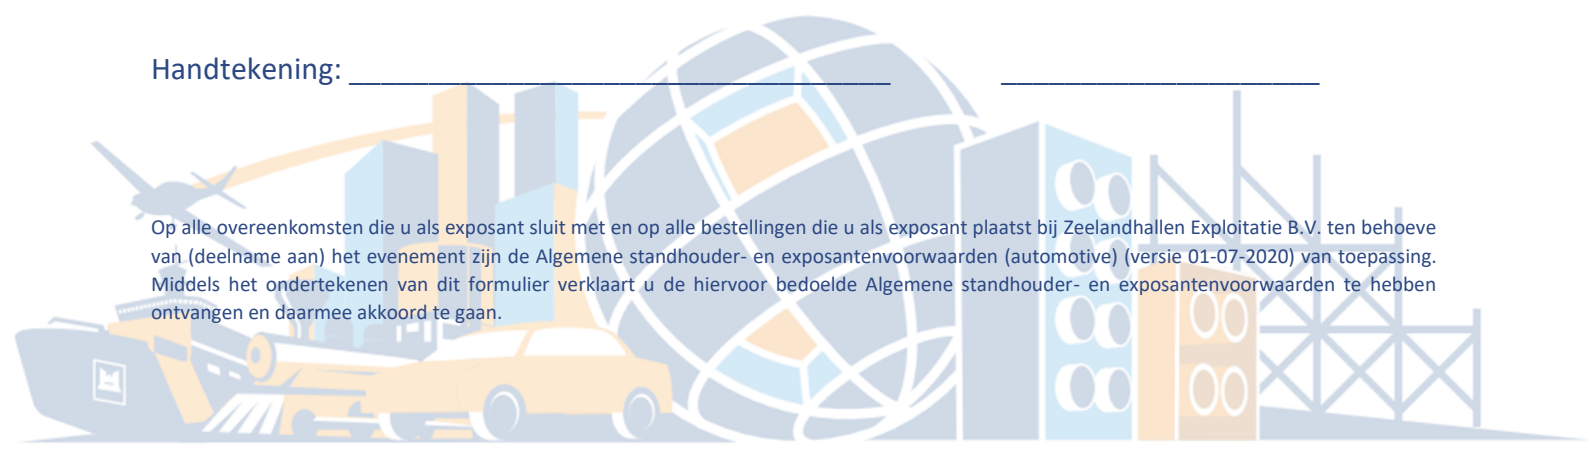 Handtekening: __________________________________ ____________________
Op alle overeenkomsten die u als exposant sluit met en op alle bestellingen die u als exposant plaatst bij Zeelandhallen Exploitatie B.V. ten behoeve
van (deelname aan) het evenement zijn de Algemene standhouder- en exposantenvoorwaarden (automotive) (versie 01-07-2020) van toepassing.
Middels het ondertekenen van dit formulier verklaart u de hiervoor bedoelde Algemene standhouder- en exposantenvoorwaarden te hebben
ontvangen en daarmee akkoord te gaan.